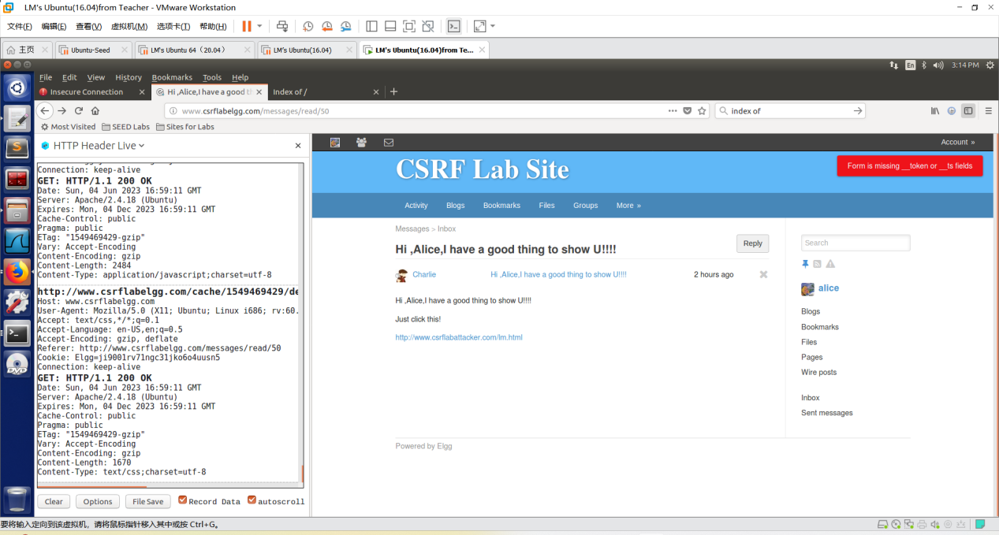 LM's Ubuntu(16.04)from Teacher - VMware Workstation
文件(F) 编辑(E) 查看(V) 虚拟机(M) 选项卡(T) 帮助(H)
主页 Ubuntu-Seed LM's Ubuntu 64（20.04） LM's Ubuntu(16.04) LM's Ubuntu(16.04)from Te...
En 3:14 PM
File Edit View History Bookmarks Tools Help
Insecure Connection Hi ,Alice,I have a good t Index of /
www.csrflabelgg.com/messages/read/50 index of
Most Visited SEED Labs Sites for Labs
HTTP Header Live
Connection: keep-alive
GET: HTTP/1.1 200 OK
Date: Sun, 04 Jun 2023 16:59:11 GMT
Server: Apache/2.4.18 (Ubuntu)
Expires: Mon, 04 Dec 2023 16:59:11 GMT
Cache-Control: public
Pragma: public
ETag: "1549469429-gzip"
Vary: Accept-Encoding
Content-Encoding: gzip
Content-Length: 2484
Content-Type: application/javascript;charset=utf-8
http://www.csrflabelgg.com/cache/1549469429/de
Host: www.csrflabelgg.com
User-Agent: Mozilla/5.0 (X11; Ubuntu; Linux i686; rv:60.
Accept: text/css,*/*;q=0.1
Accept-Language: en-US,en;q=0.5
Accept-Encoding: gzip, deflate
Referer: http://www.csrflabelgg.com/messages/read/50
Cookie: Elgg=ji9001rv71ngc31jko6o4uusn5
Connection: keep-alive
GET: HTTP/1.1 200 OK
Date: Sun, 04 Jun 2023 16:59:11 GMT
Server: Apache/2.4.18 (Ubuntu)
Expires: Mon, 04 Dec 2023 16:59:11 GMT
Cache-Control: public
Pragma: public
ETag: "1549469429-gzip"
Vary: Accept-Encoding
Content-Encoding: gzip
Content-Length: 1670
Content-Type: text/css;charset=utf-8
Clear Options File Save Record Data autoscroll
Account »
CSRF Lab Site
Form is missing __token or __ts fields
Activity Blogs Bookmarks Files Groups More »
Messages > Inbox
Hi ,Alice,I have a good thing to show U!!!!
Reply
Charlie Hi ,Alice,I have a good thing to show U!!!! 2 hours ago
Hi ,Alice,I have a good thing to show U!!!!
Just click this!
http://www.csrflabattacker.com/lm.html
Search
alice
Blogs
Bookmarks
Files
Pages
Wire posts
Inbox
Sent messages
Powered by Elgg
要将输入定向到该虚拟机，请将鼠标指针移入其中或按 Ctrl+G。